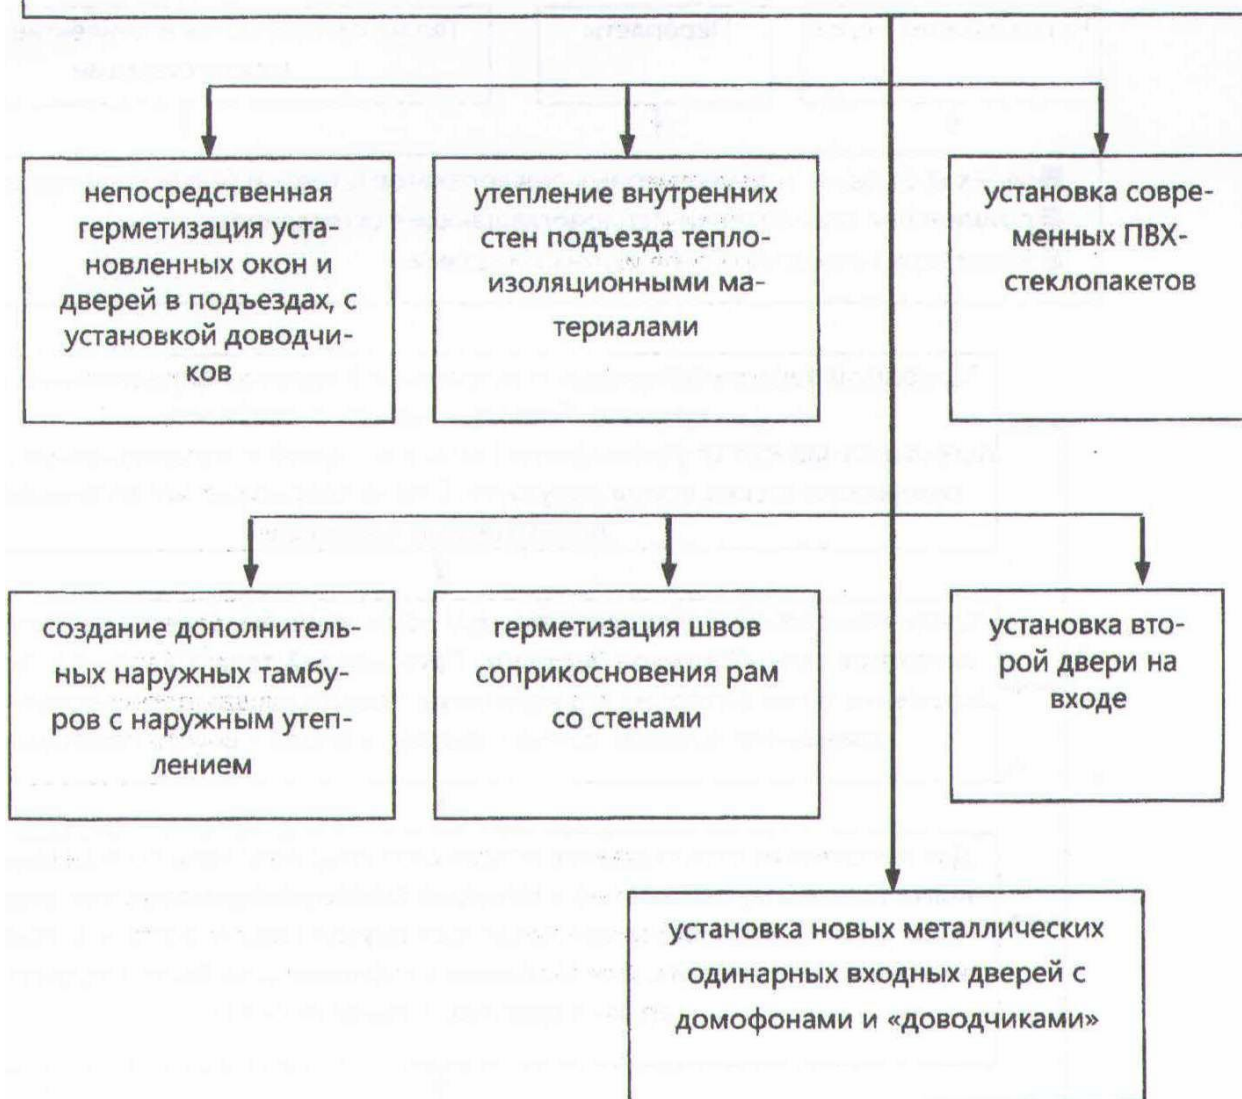 непосредственная
герметизация уста-
новленных окон и
дверей в подъездах, с
установкой доводчи-
ков
утепление внутренних
стен подъезда тепло-
изоляционными ма-
териалами
установка совре-
менных ПВХ-
стеклопакетов
создание дополнитель-
ных наружных тамбу-
ров с наружным утеп-
лением
герметизация швов
соприкосновения рам
со стенами
установка вто-
рой двери на
входе
установка новых металлических
одинарных входных дверей с
домофонами и «доводчиками»